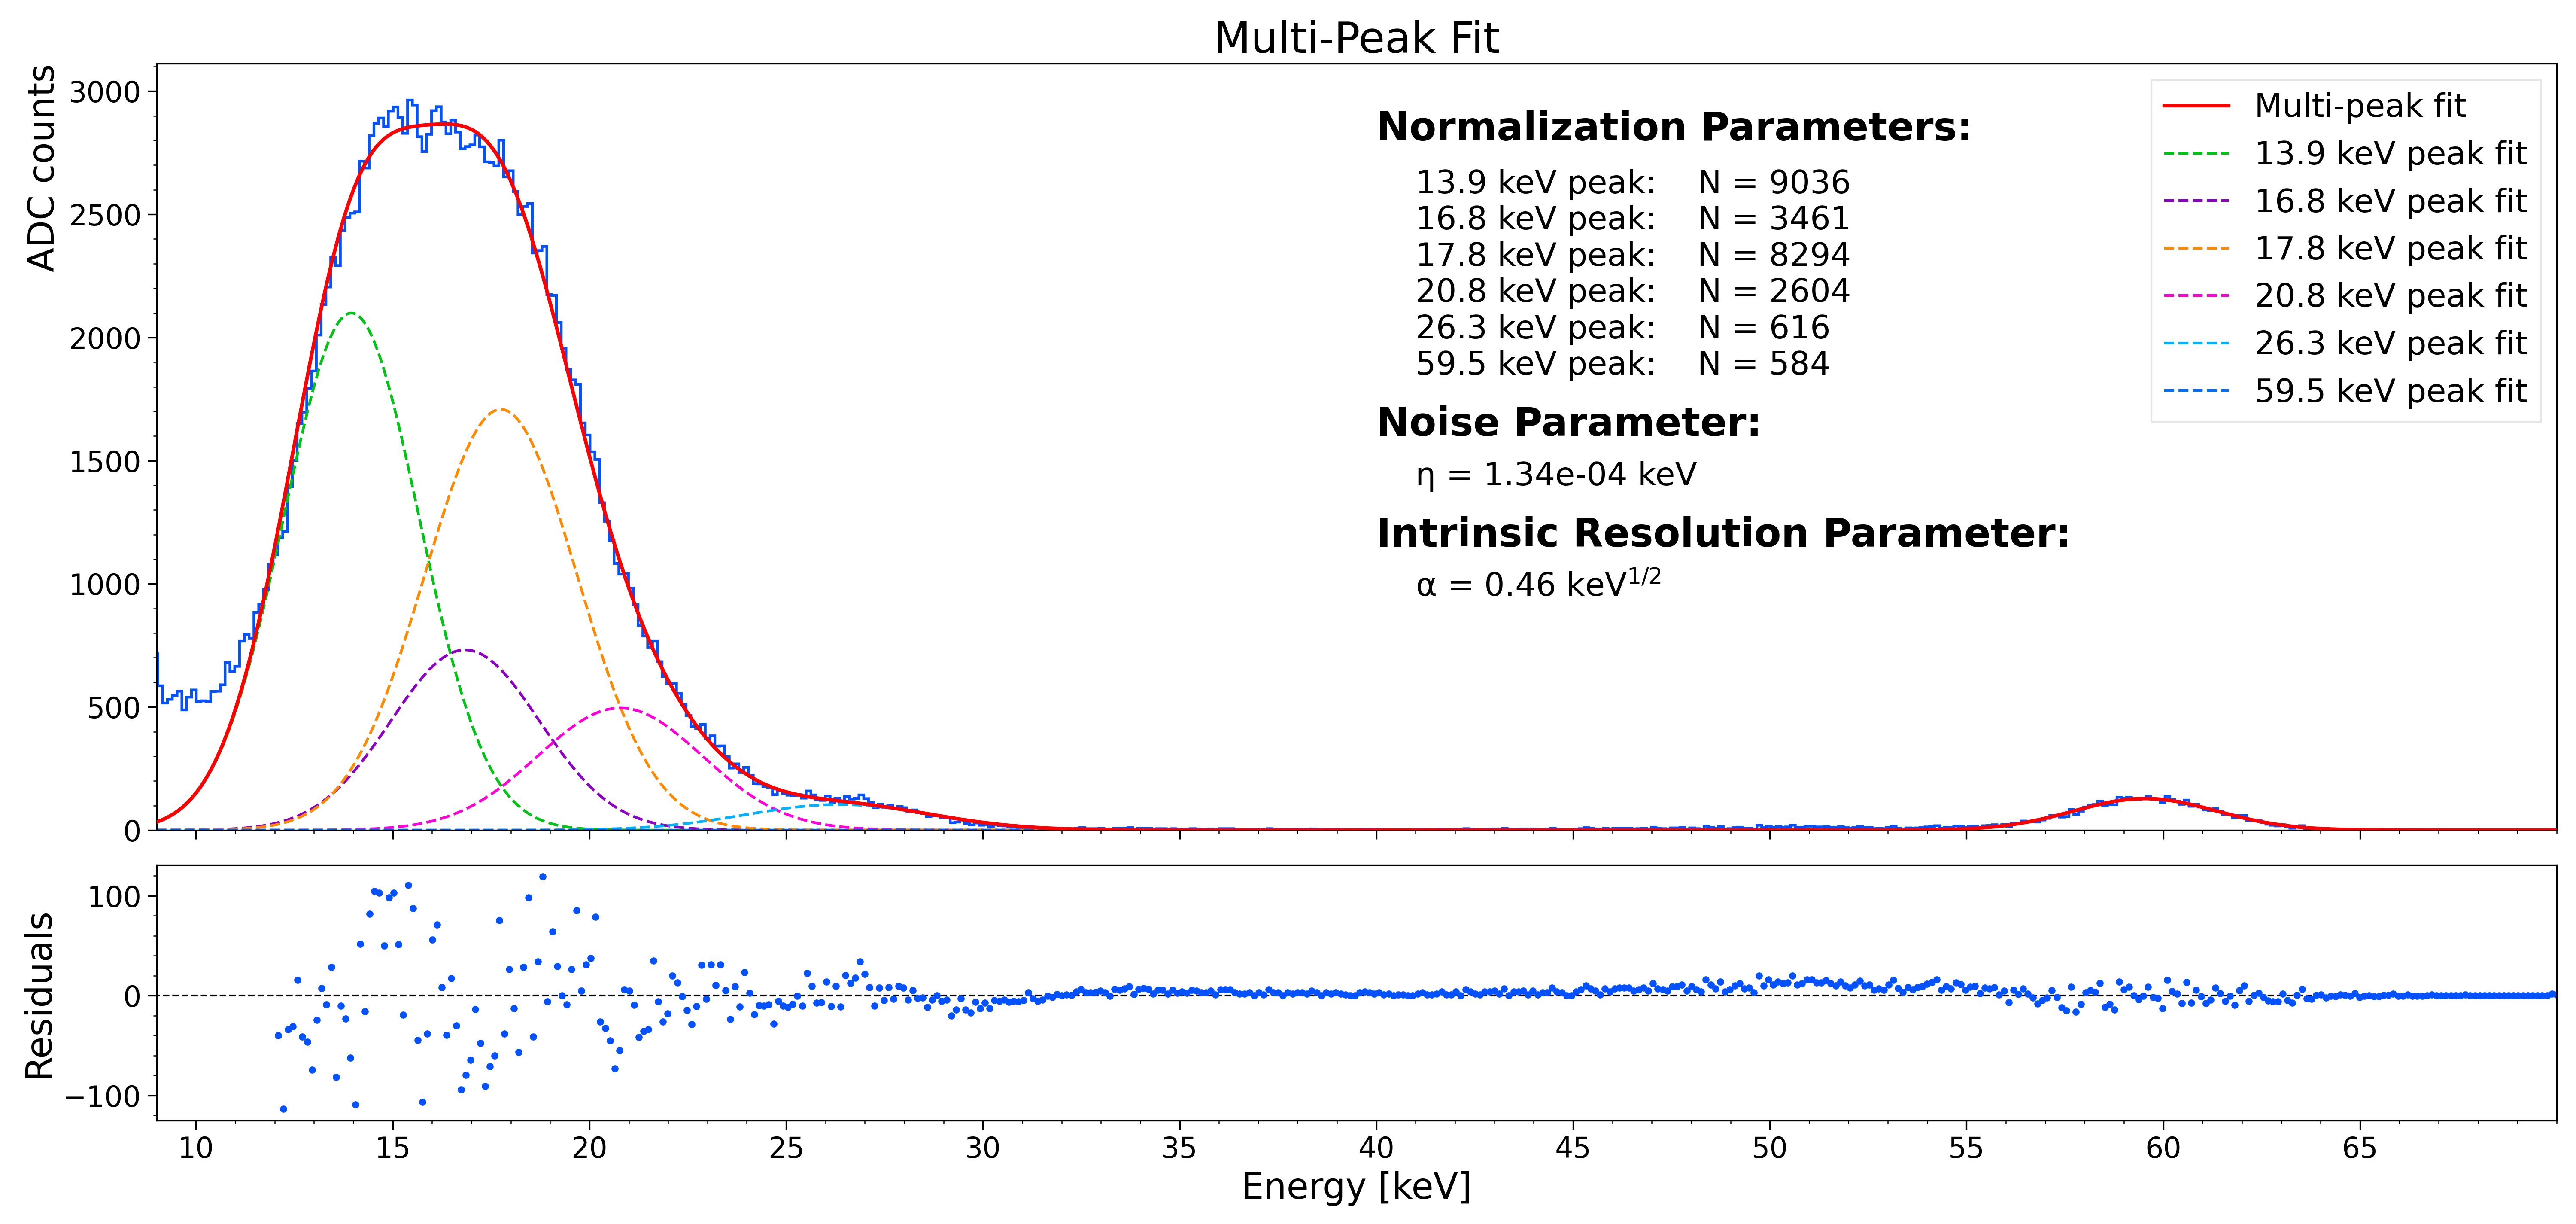 Multi-Peak Fit
ADC counts
3000
2500
2000
1500
1000
500
0
Normalization Parameters:
13.9 keV peak: N = 9036
16.8 keV peak: N = 3461
17.8 keV peak: N = 8294
20.8 keV peak: N = 2604
26.3 keV peak: N = 616
59.5 keV peak: N = 584
Noise Parameter:
η = 1.34e-04 keV
Intrinsic Resolution Parameter:
α = 0.46 keV^{1/2}
Multi-peak fit
13.9 keV peak fit
16.8 keV peak fit
17.8 keV peak fit
20.8 keV peak fit
26.3 keV peak fit
59.5 keV peak fit
Residuals
100
0
−100
10 15 20 25 30 35 40 45 50 55 60 65
Energy [keV]